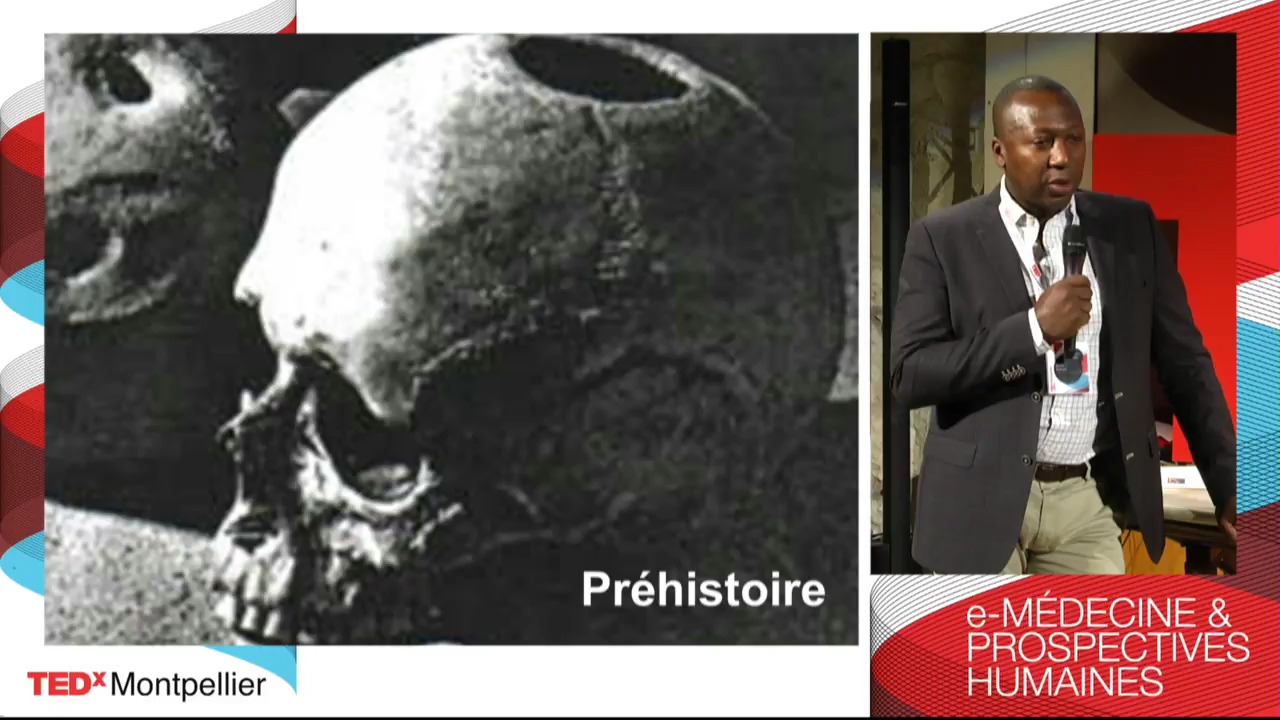 Préhistoire
TEDx Montpellier
e-MÉDECINE &
PROSPECTIVES
HUMAINES